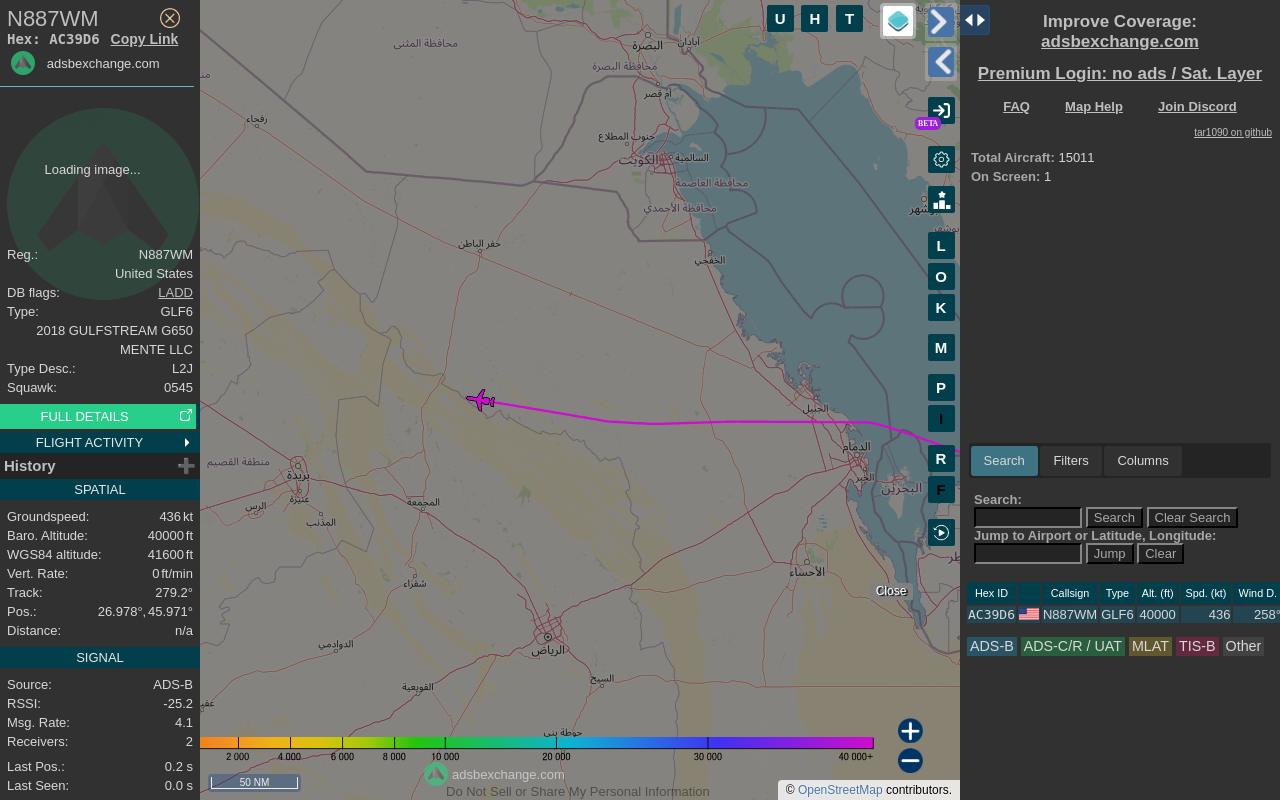 N887WM
Hex: AC39D6 Copy Link
adsbexchange.com
Loading image...
Reg.: N887WM
United States
DB flags: LADD
Type: GLF6
2018 GULFSTREAM G650
MENTE LLC
Type Desc.: L2J
Squawk: 0545
FULL DETAILS
FLIGHT ACTIVITY
History
SPATIAL
Groundspeed: 436 kt
Baro. Altitude: 40000 ft
WGS84 altitude: 41600 ft
Vert. Rate: 0 ft/min
Track: 279.2°
Pos.: 26.978°, 45.971°
Distance: n/a
SIGNAL
Source: ADS-B
RSSI: -25.2
Msg. Rate: 4.1
Receivers: 2
Last Pos.: 0.2 s
Last Seen: 0.0 s
U H T
محافظة المثنى
البصرة
آبادان
محافظة البصرة
أم قصر
رفحاء
جنوب المطلاع
الكويت
السالمية
محافظة العاصمة
محافظة الأحمدي
حفر الباطن
الخفجي
الجبيل
الدمام
الخبر
البحرين
منطقة القصيم
بريدة
عنيزة
الرس
المذنب
المجمعة
شقراء
الأحساء
الدوادمي
الرياض
السيح
القويعية
حوطة بني
BETA
L
O
K
M
P
I
R
F
Close
2 000 4 000 6 000 8 000 10 000 20 000 30 000 40 000+
50 NM
adsbexchange.com
Do Not Sell or Share My Personal Information
© OpenStreetMap contributors.
Improve Coverage:
adsbexchange.com
Premium Login: no ads / Sat. Layer
FAQ Map Help Join Discord
tar1090 on github
Total Aircraft: 15011
On Screen: 1
Search Filters Columns
Search:
Search Clear Search
Jump to Airport or Latitude, Longitude:
Jump Clear
Hex ID Callsign Type Alt. (ft) Spd. (kt) Wind D.
AC39D6 N887WM GLF6 40000 436 258°
ADS-B ADS-C/R / UAT MLAT TIS-B Other